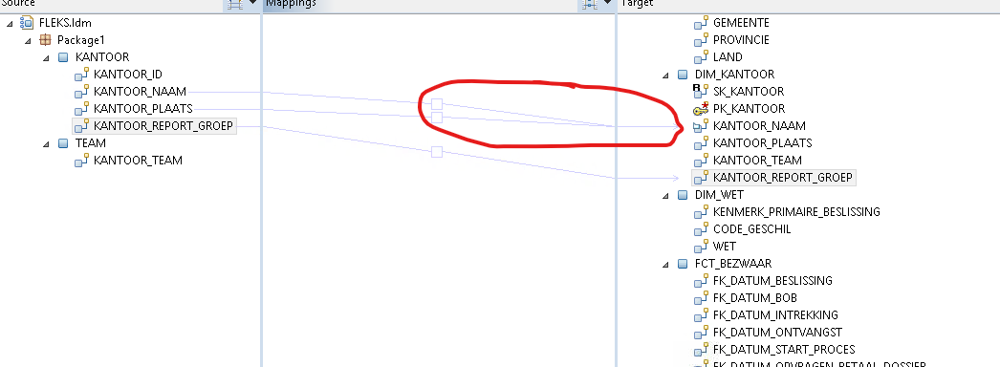 Source
Mappings
Target
FLEKS.ldm
Package1
KANTOOR
KANTOOR_ID
KANTOOR_NAAM
KANTOOR_PLAATS
KANTOOR_REPORT_GROEP
TEAM
KANTOOR_TEAM
GEMEENTE
PROVINCIE
LAND
DIM_KANTOOR
SK_KANTOOR
PK_KANTOOR
KANTOOR_NAAM
KANTOOR_PLAATS
KANTOOR_TEAM
KANTOOR_REPORT_GROEP
DIM_WET
KENMERK_PRIMAIRE_BESLISSING
CODE_GESCHIL
WET
FCT_BEZWAAR
FK_DATUM_BESLISSING
FK_DATUM_BOB
FK_DATUM_INTREKKING
FK_DATUM_ONTVANGST
FK_DATUM_START_PROCES
FK_DATUM_OPVRAGEN_BETAAL_DOSSIER